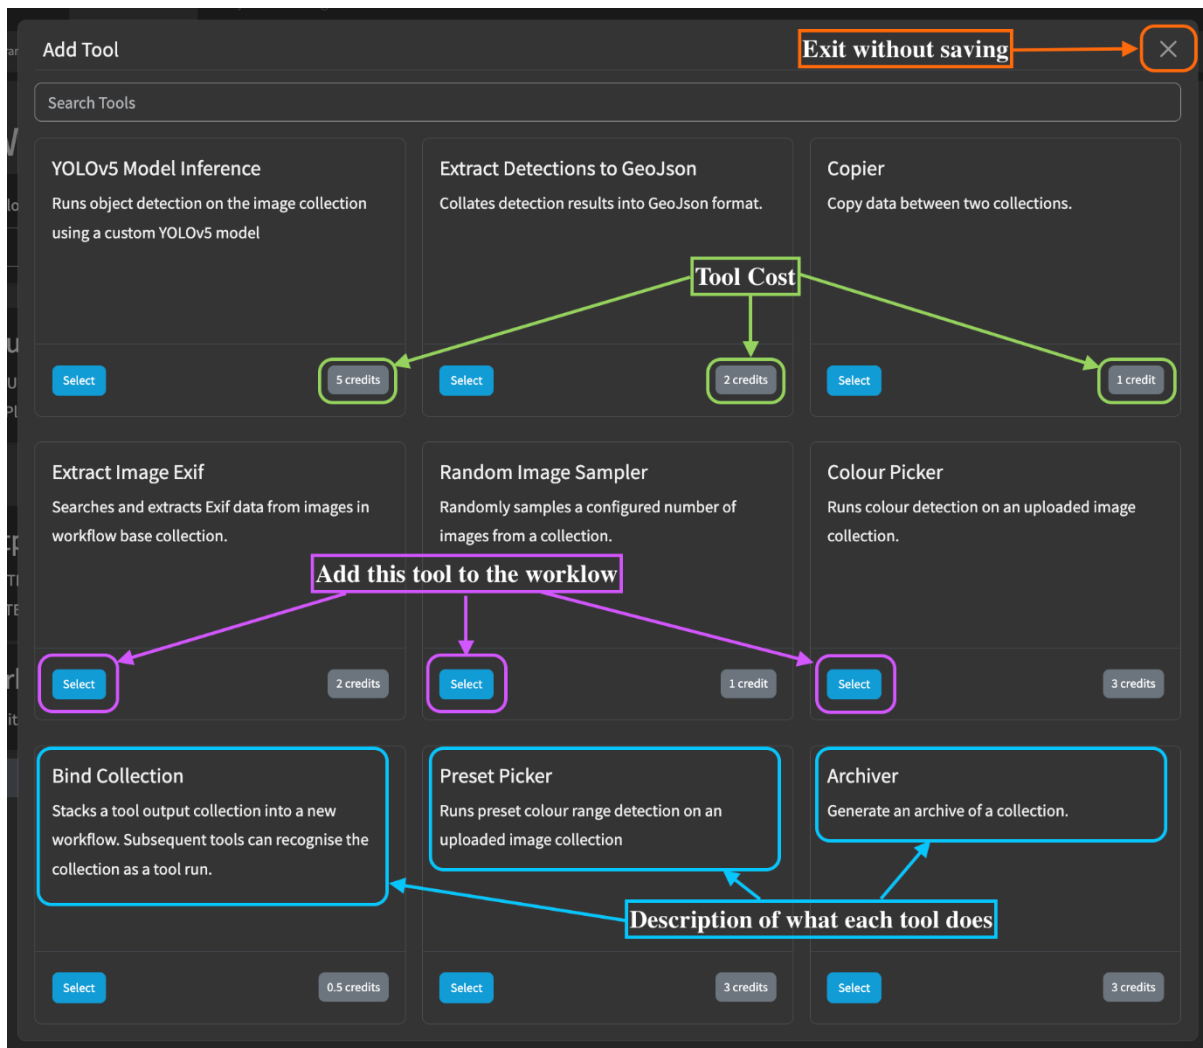 Add Tool
Exit without saving
Search Tools
YOLOv5 Model Inference
Runs object detection on the image collection
using a custom YOLOv5 model
Select
5 credits
Extract Detections to GeoJson
Collates detection results into GeoJson format.
Select
2 credits
Copier
Copy data between two collections.
Select
1 credit
Tool Cost
Extract Image Exif
Searches and extracts Exif data from images in
workflow base collection.
Select
2 credits
Random Image Sampler
Randomly samples a configured number of
images from a collection.
Select
1 credit
Colour Picker
Runs colour detection on an uploaded image
collection.
Select
3 credits
Add this tool to the worklow
Bind Collection
Stacks a tool output collection into a new
workflow. Subsequent tools can recognise the
collection as a tool run.
Select
0.5 credits
Preset Picker
Runs preset colour range detection on an
uploaded image collection
Select
3 credits
Archiver
Generate an archive of a collection.
Select
3 credits
Description of what each tool does